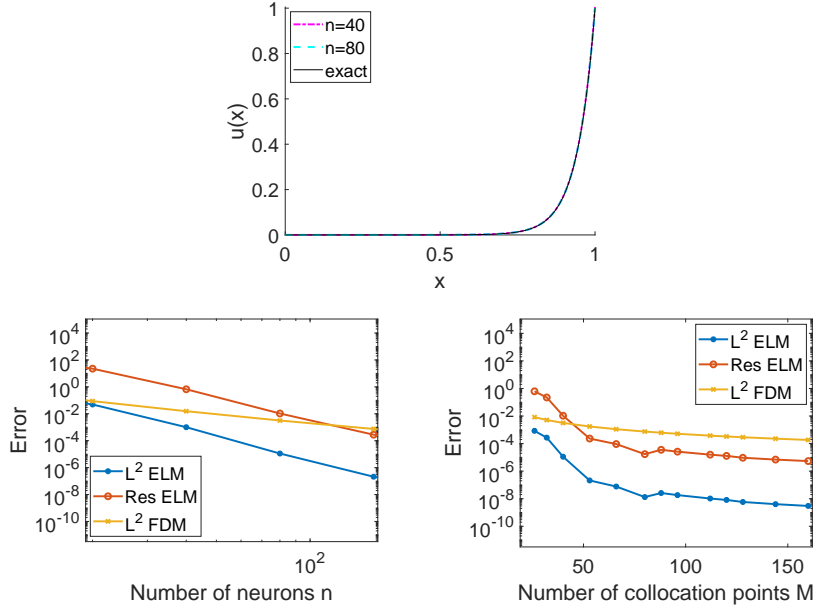 1
0.8
0.6
0.4
0.2
0
u(x)
n=40
n=80
exact
0
0.5
1
x
10^4
10^2
10^0
10^-2
10^-4
10^-6
10^-8
10^-10
Error
L^2 ELM
Res ELM
L^2 FDM
10^2
Number of neurons n
10^4
10^2
10^0
10^-2
10^-4
10^-6
10^-8
10^-10
Error
L^2 ELM
Res ELM
L^2 FDM
50
100
150
Number of collocation points M